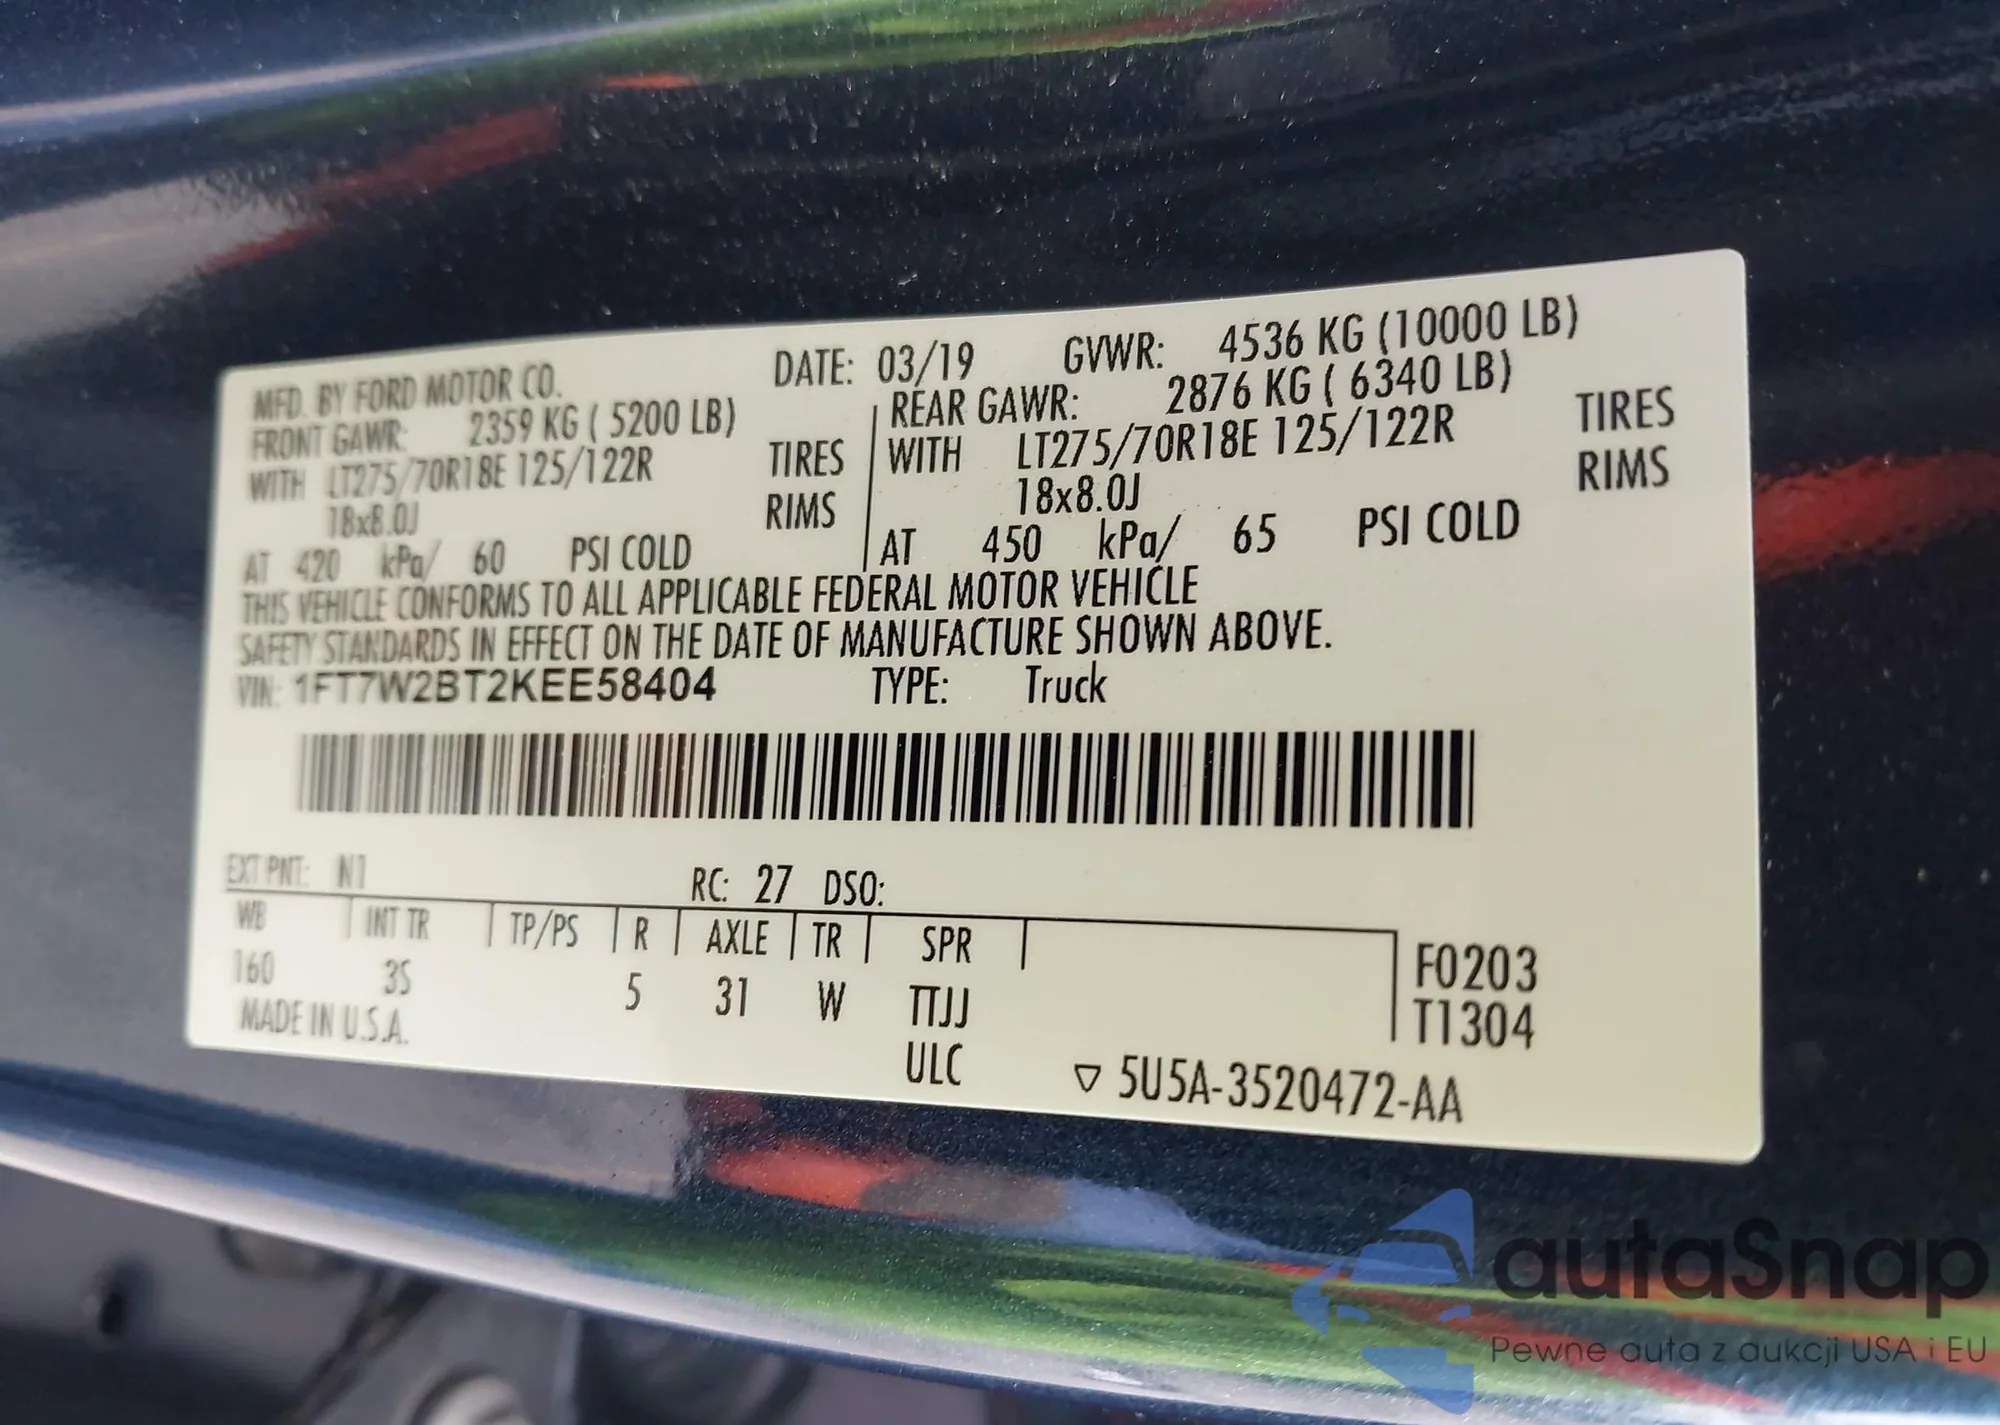 MFD. BY FORD MOTOR CO. DATE: 03/19 GVWR: 4536 KG (10000 LB)
FRONT GAWR: 2359 KG ( 5200 LB) REAR GAWR: 2876 KG ( 6340 LB)
WITH LT275/70R18E 125/122R TIRES WITH LT275/70R18E 125/122R TIRES
18x8.0J RIMS 18x8.0J RIMS
AT 420 kPa/ 60 PSI COLD AT 450 kPa/ 65 PSI COLD
THIS VEHICLE CONFORMS TO ALL APPLICABLE FEDERAL MOTOR VEHICLE
SAFETY STANDARDS IN EFFECT ON THE DATE OF MANUFACTURE SHOWN ABOVE.
VIN: 1FT7W2BT2KEE58404 TYPE: Truck
EXT PNT: N1 RC: 27 DSO:
WB INT TR TP/PS R AXLE TR SPR
160 3S 5 31 W TTJJ F0203
MADE IN U.S.A. ULC T1304
▽ 5U5A-3520472-AA
autaSnap
Pewne auta z aukcji USA i EU